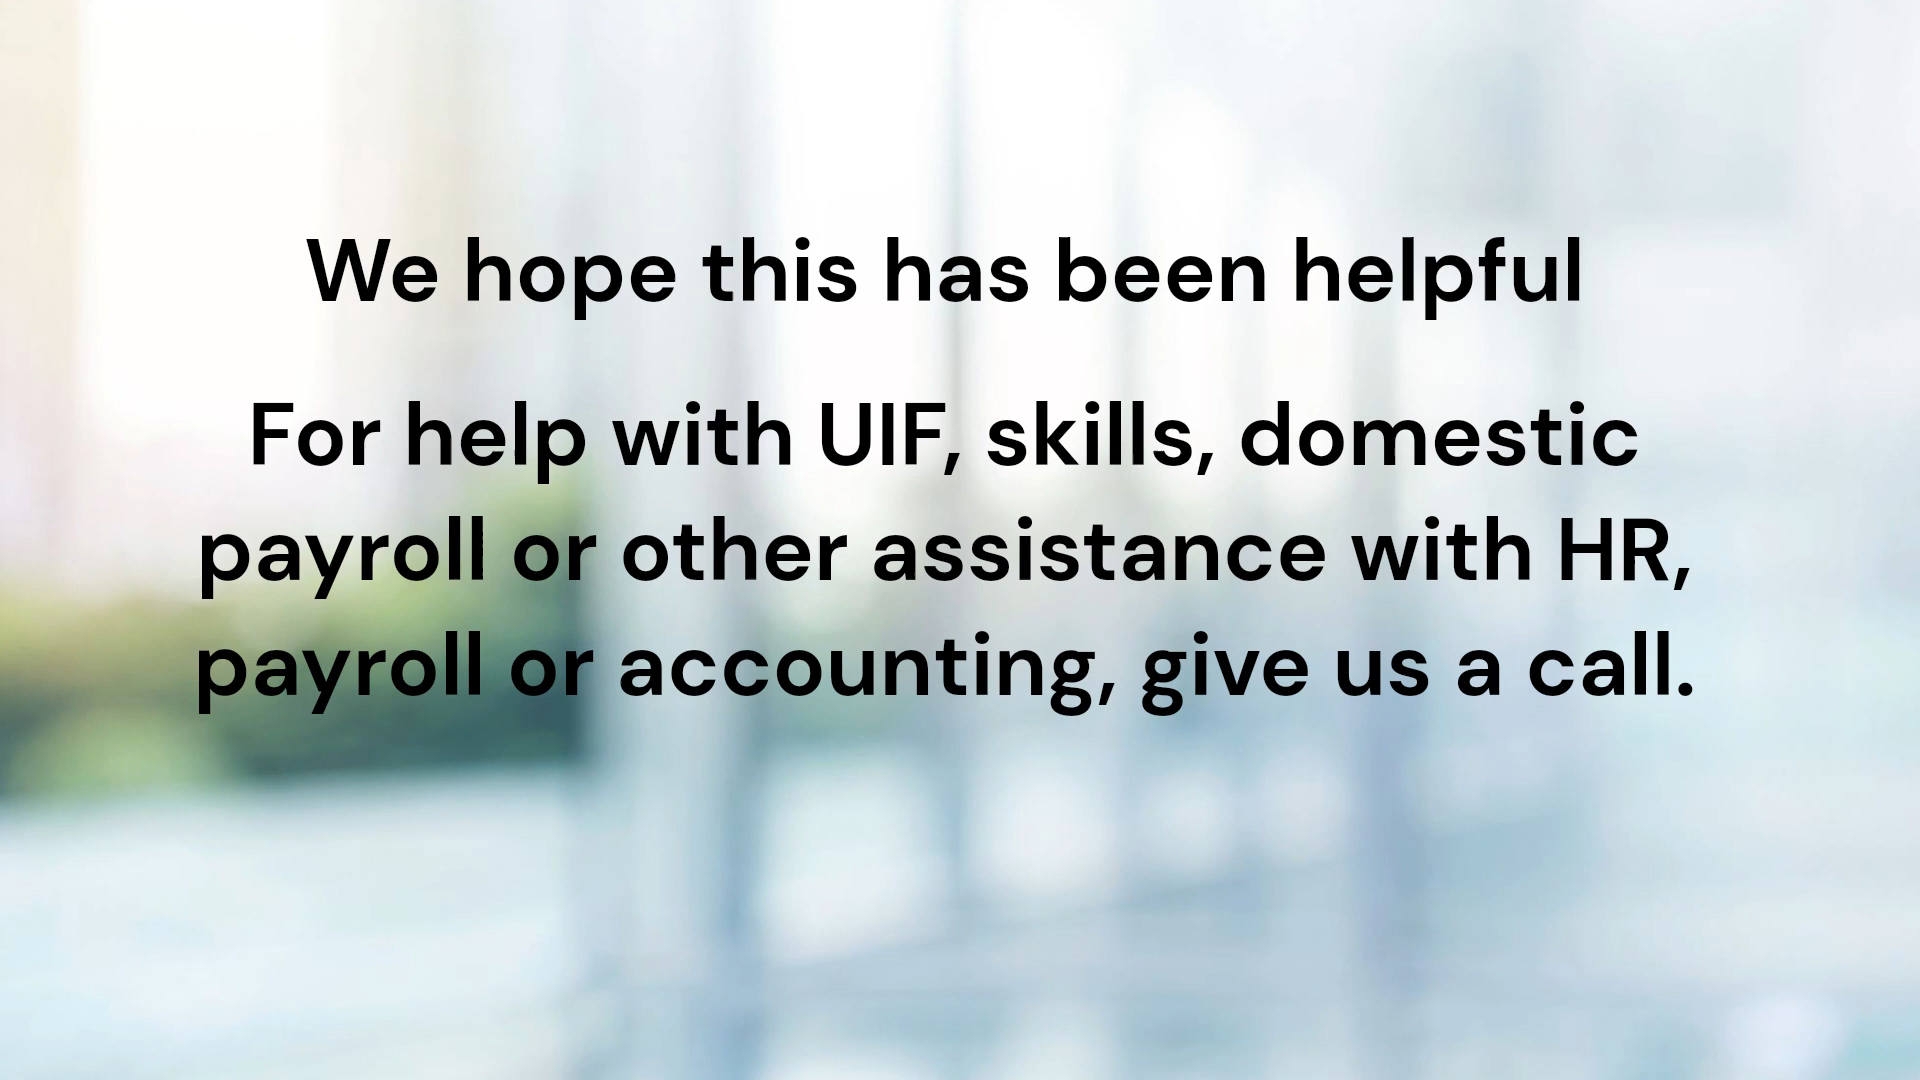 We hope this has been helpful
For help with UIF, skills, domestic
payroll or other assistance with HR,
payroll or accounting, give us a call.